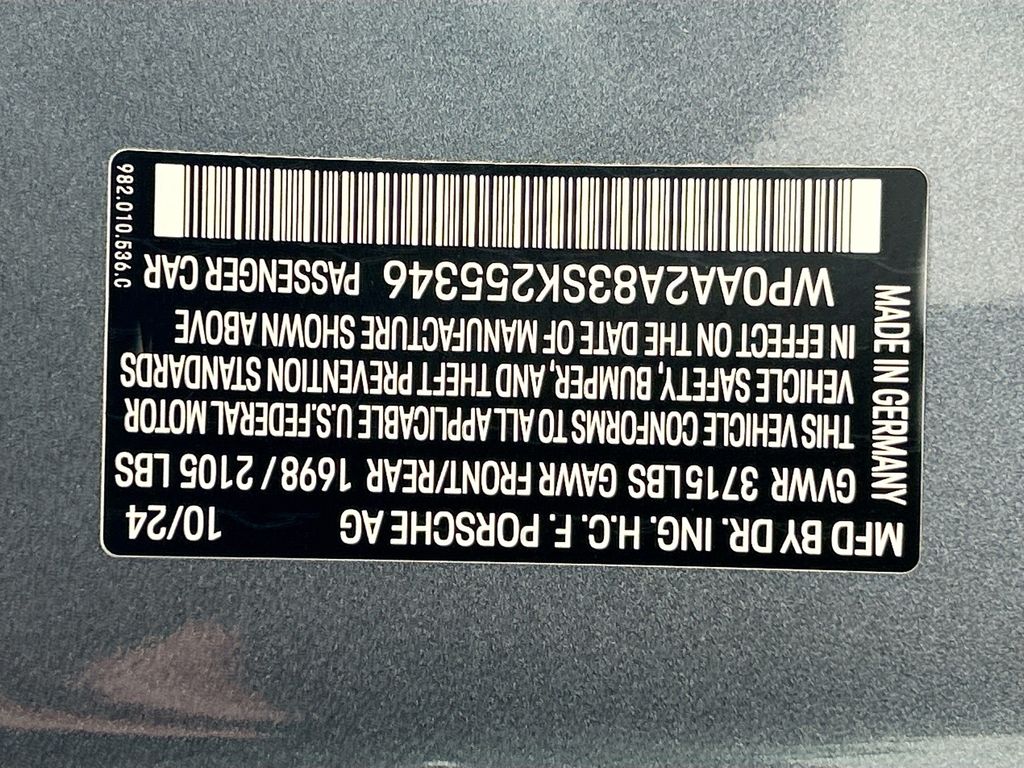 MFD BY DR. ING. H.C. F. PORSCHE AG 10/24
GVWR 3715LBS GAWR FRONT/REAR 1698 / 2105 LBS
THIS VEHICLE CONFORMS TO ALL APPLICABLE U.S.FEDERAL MOTOR
VEHICLE SAFETY, BUMPER, AND THEFT PREVENTION STANDARDS
IN EFFECT ON THE DATE OF MANUFACTURE SHOWN ABOVE
WP0AA2A83SK255346 PASSENGER CAR
MADE IN GERMANY
982.010.536.C